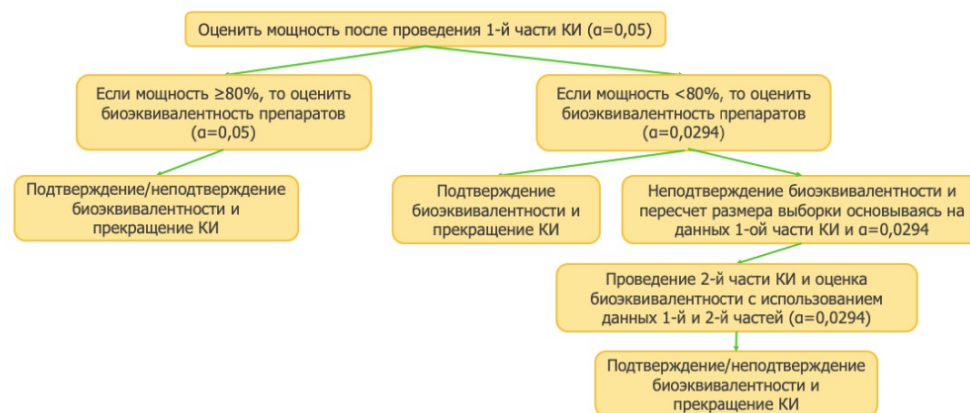 Оценить мощность после проведения 1-й части КИ (α=0,05)
Если мощность ≥80%, то оценить
биоэквивалентность препаратов
(α=0,05)
Если мощность <80%, то оценить
биоэквивалентность препаратов
(α=0,0294)
Подтверждение/неподтверждение
биоэквивалентности и
прекращение КИ
Подтверждение
биоэквивалентности и
прекращение КИ
Неподтверждение биоэквивалентности и
пересчет размера выборки основываясь на
данных 1-ой части КИ и α=0,0294
Проведение 2-й части КИ и оценка
биоэквивалентности с использованием
данных 1-й и 2-й частей (α=0,0294)
Подтверждение/неподтверждение
биоэквивалентности и
прекращение КИ